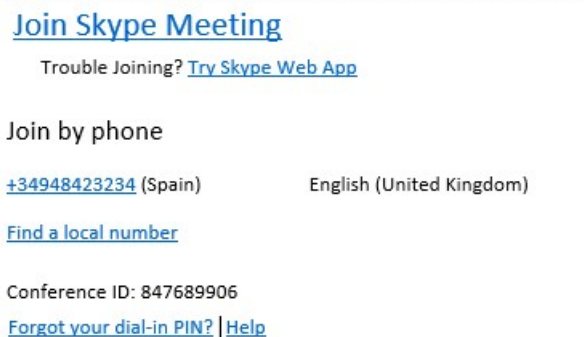 Join Skype Meeting
Trouble Joining? Try Skype Web App
Join by phone
+34948423234 (Spain) English (United Kingdom)
Find a local number
Conference ID: 847689906
Forgot your dial-in PIN? | Help